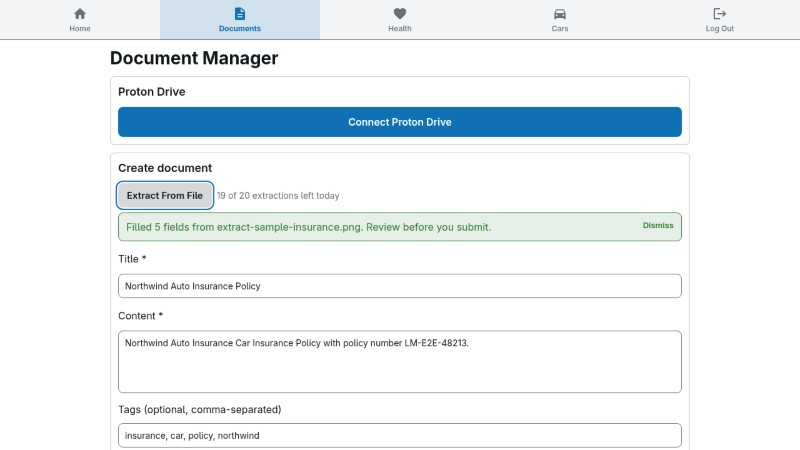 Home
Documents
Health
Cars
Log Out
Document Manager
Proton Drive
Connect Proton Drive
Create document
Extract From File 19 of 20 extractions left today
Filled 5 fields from extract-sample-insurance.png. Review before you submit. Dismiss
Title *
Northwind Auto Insurance Policy
Content *
Northwind Auto Insurance Car Insurance Policy with policy number LM-E2E-48213.
Tags (optional, comma-separated)
insurance, car, policy, northwind